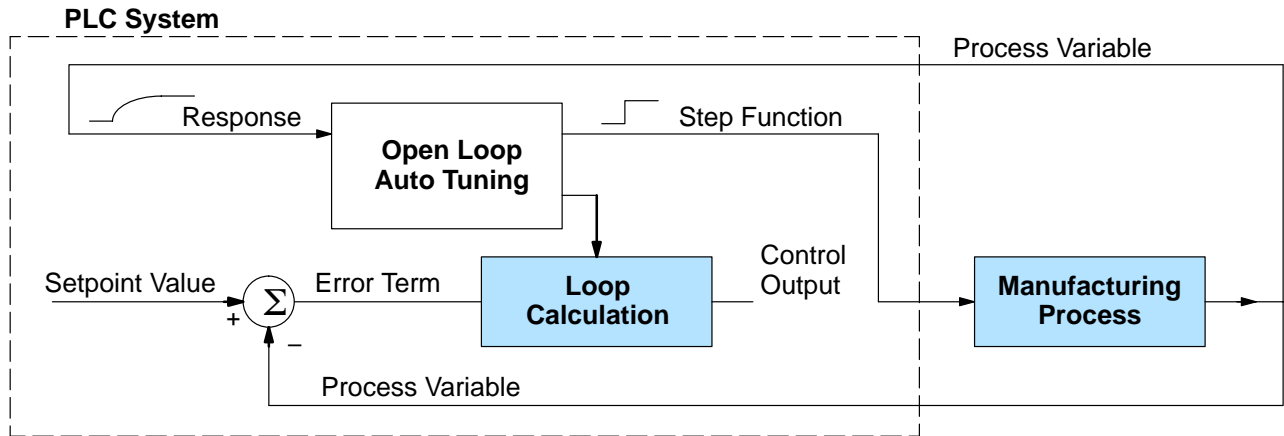 PLC System
Process Variable
Response
Step Function
Open Loop
Auto Tuning
Setpoint Value
+
Σ
−
Error Term
Loop
Calculation
Control
Output
Manufacturing
Process
Process Variable